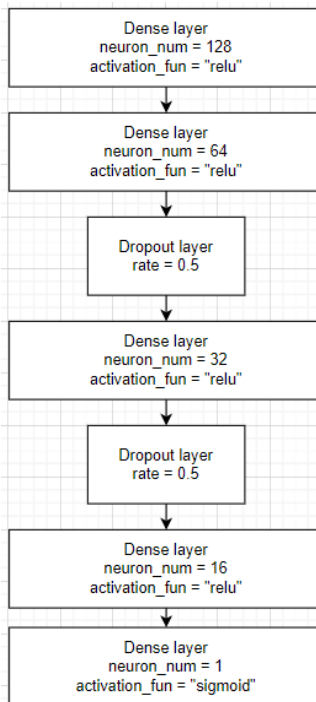 Dense layer
neuron_num = 128
activation_fun = "relu"
Dense layer
neuron_num = 64
activation_fun = "relu"
Dropout layer
rate = 0.5
Dense layer
neuron_num = 32
activation_fun = "relu"
Dropout layer
rate = 0.5
Dense layer
neuron_num = 16
activation_fun = "relu"
Dense layer
neuron_num = 1
activation_fun = "sigmoid"